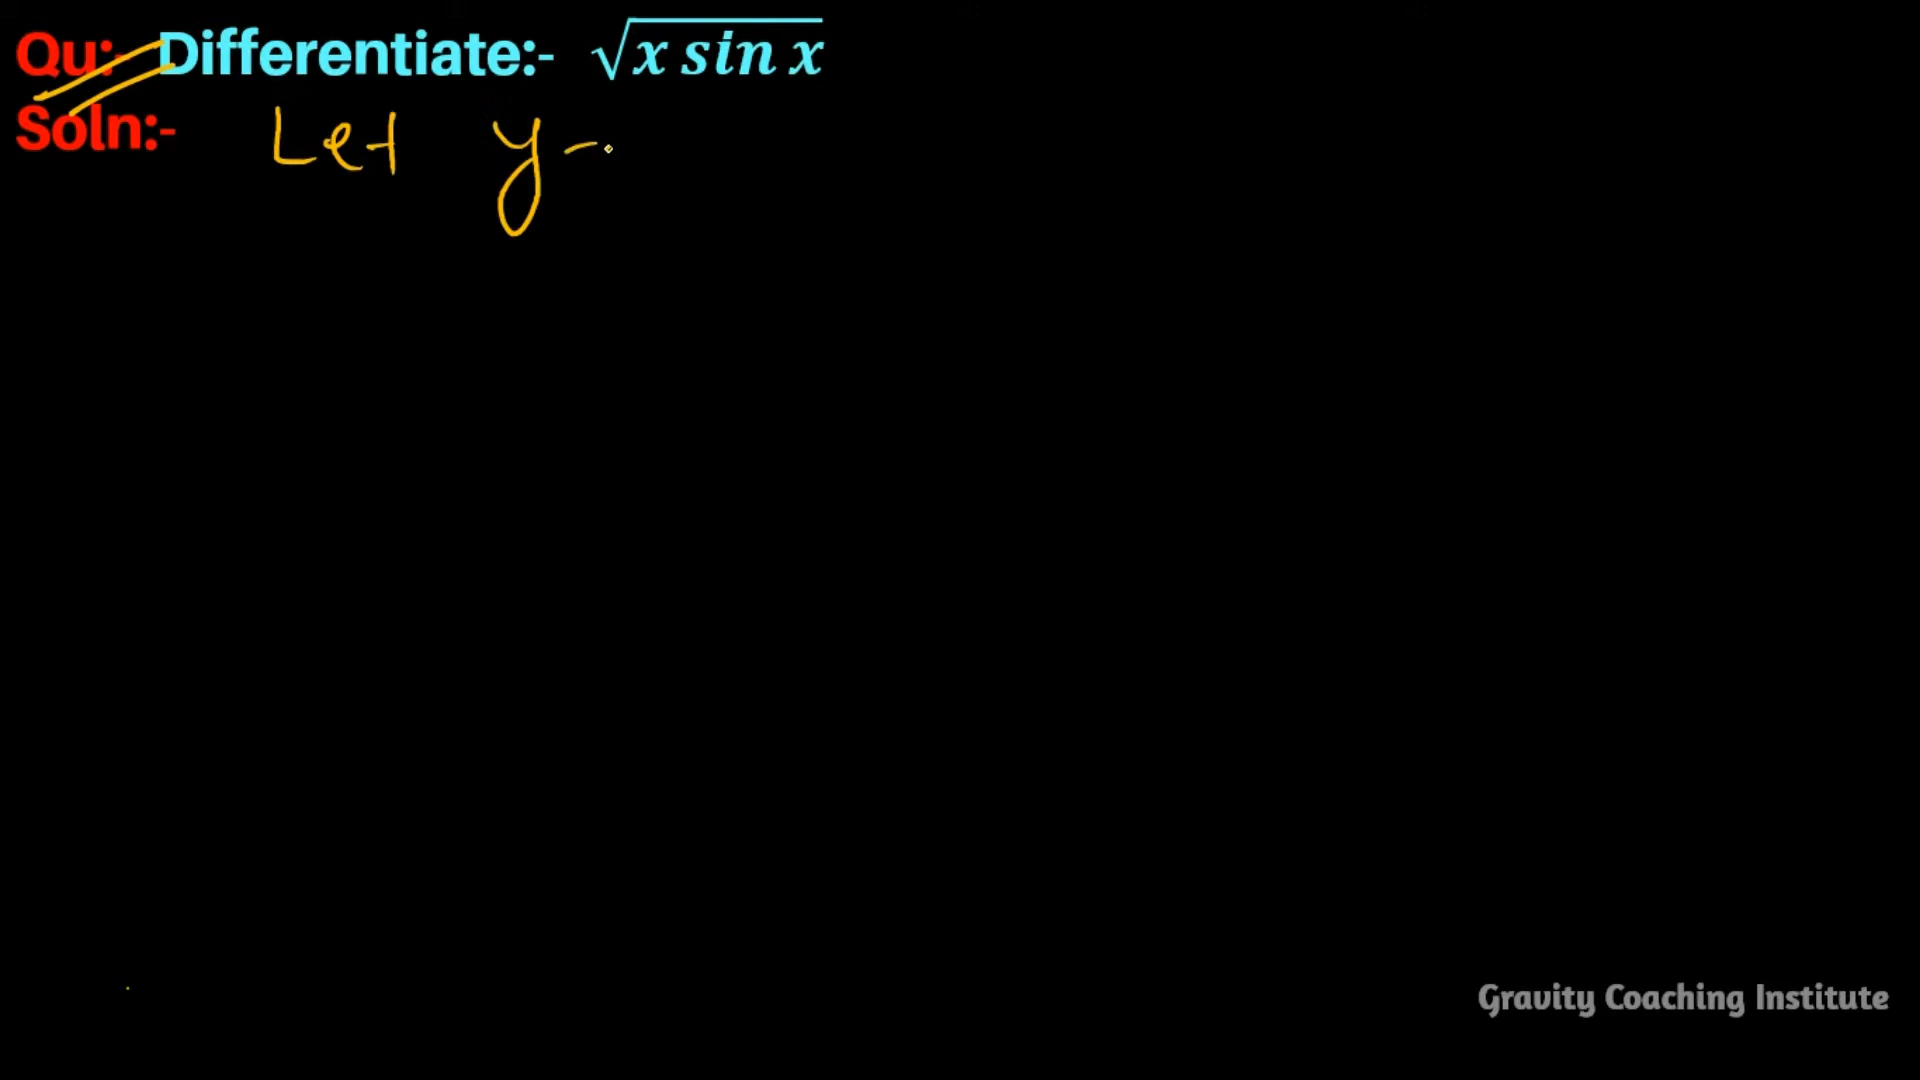 Qu:- Differentiate:- √x sin x
Soln:- Let y -
Gravity Coaching Institute